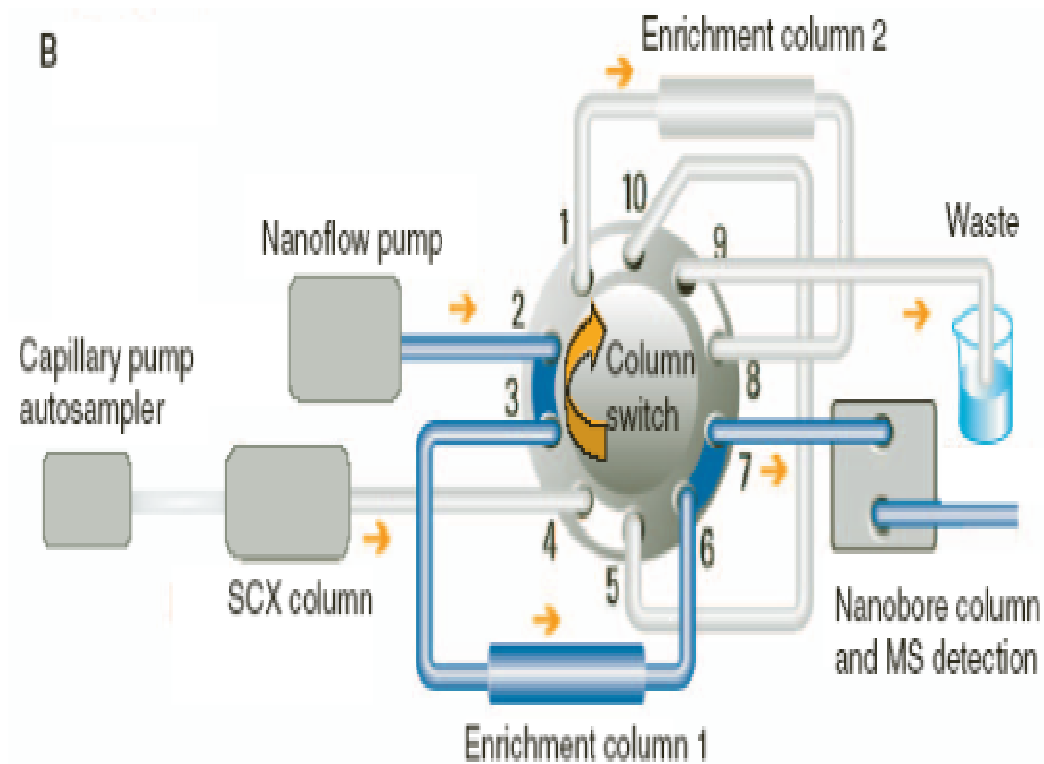 B
Enrichment column 2
10
1
9
Waste
Nanoflow pump
2
Column
switch
Capillary pump
autosampler
3
8
7
4
6
5
SCX column
Nanobore column
and MS detection
Enrichment column 1